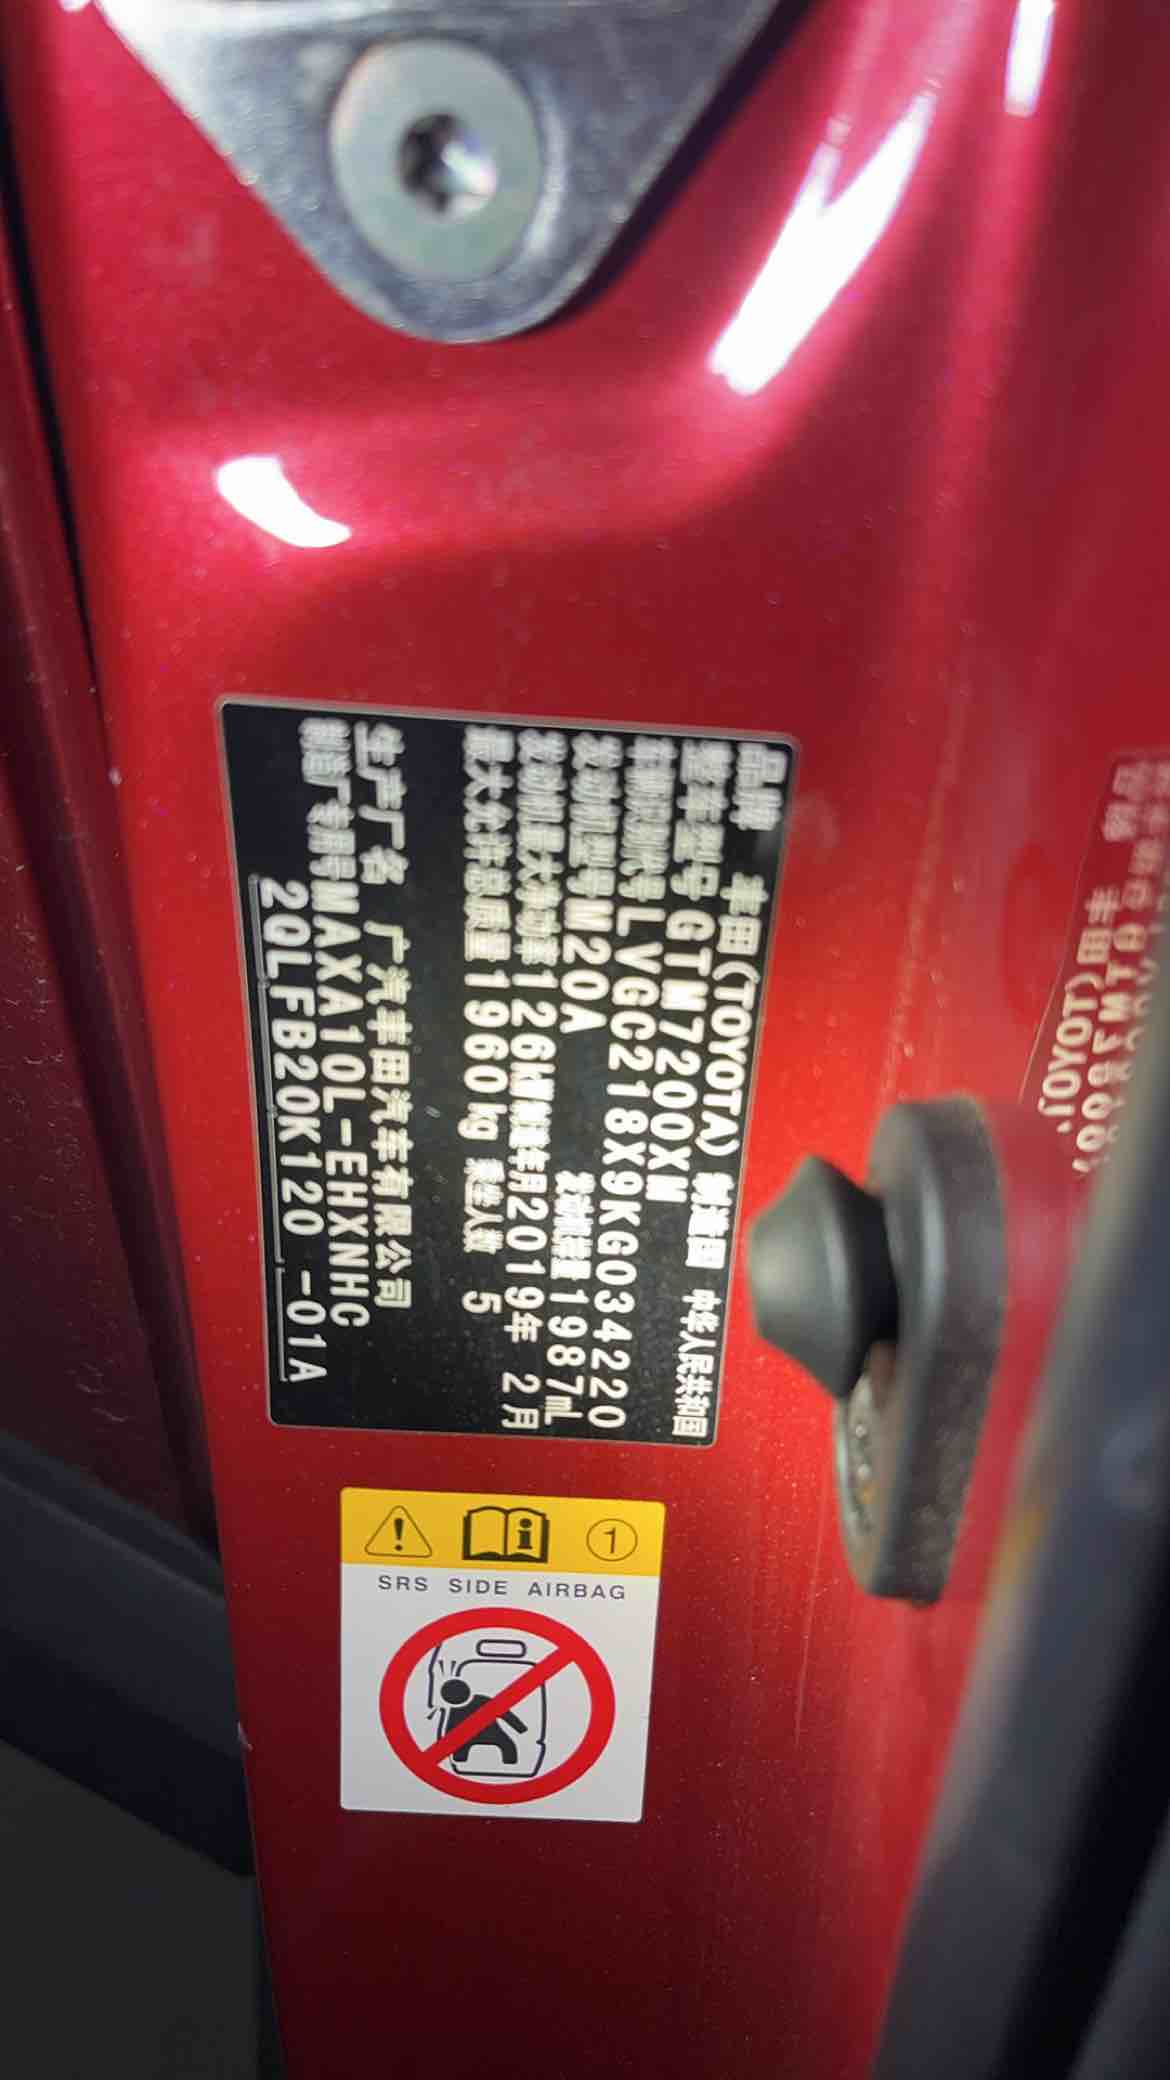 品牌 丰田(TOYOTA) 制造国 中华人民共和国
整车型号 GTM7200XN
车辆识别代号 LVGC218X9KG034220
发动机型号 M20A 发动机排量 1987mL
发动机最大净功率 126kW 制造年月 2019年 2月
最大允许总质量 1960kg 乘坐人数 5
生产厂名 广汽丰田汽车有限公司
制造厂专用号 MAXA10L-EHXNHC
20LFB20K120 -01A
1
SRS SIDE AIRBAG